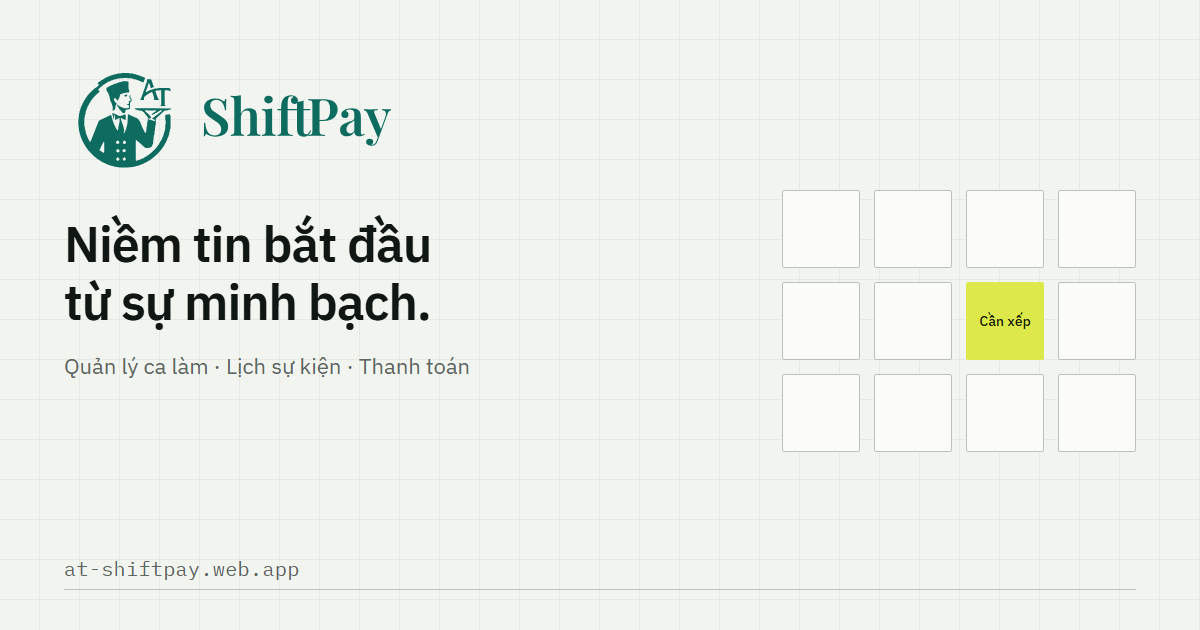 AT
ShiftPay
Niềm tin bắt đầu
từ sự minh bạch.
Quản lý ca làm · Lịch sự kiện · Thanh toán
Cần xếp
at-shiftpay.web.app